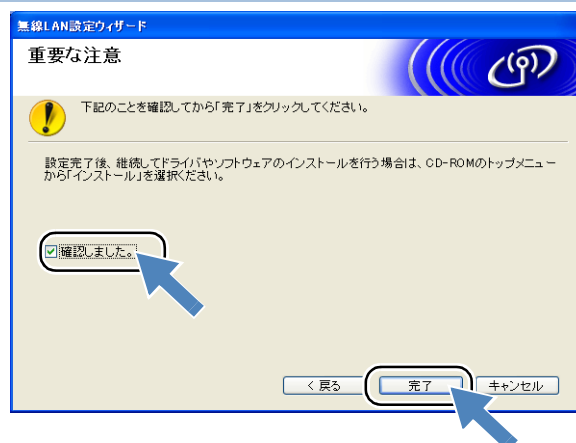 無線LAN設定ウィザード
重要な注意
下記のことを確認してから「完了」をクリックしてください。
設定完了後、継続してドライバやソフトウェアのインストールを行う場合は、CD-ROMのトップメニュー
から「インストール」を選択ください。
確認しました。
< 戻る 完了 キャンセル